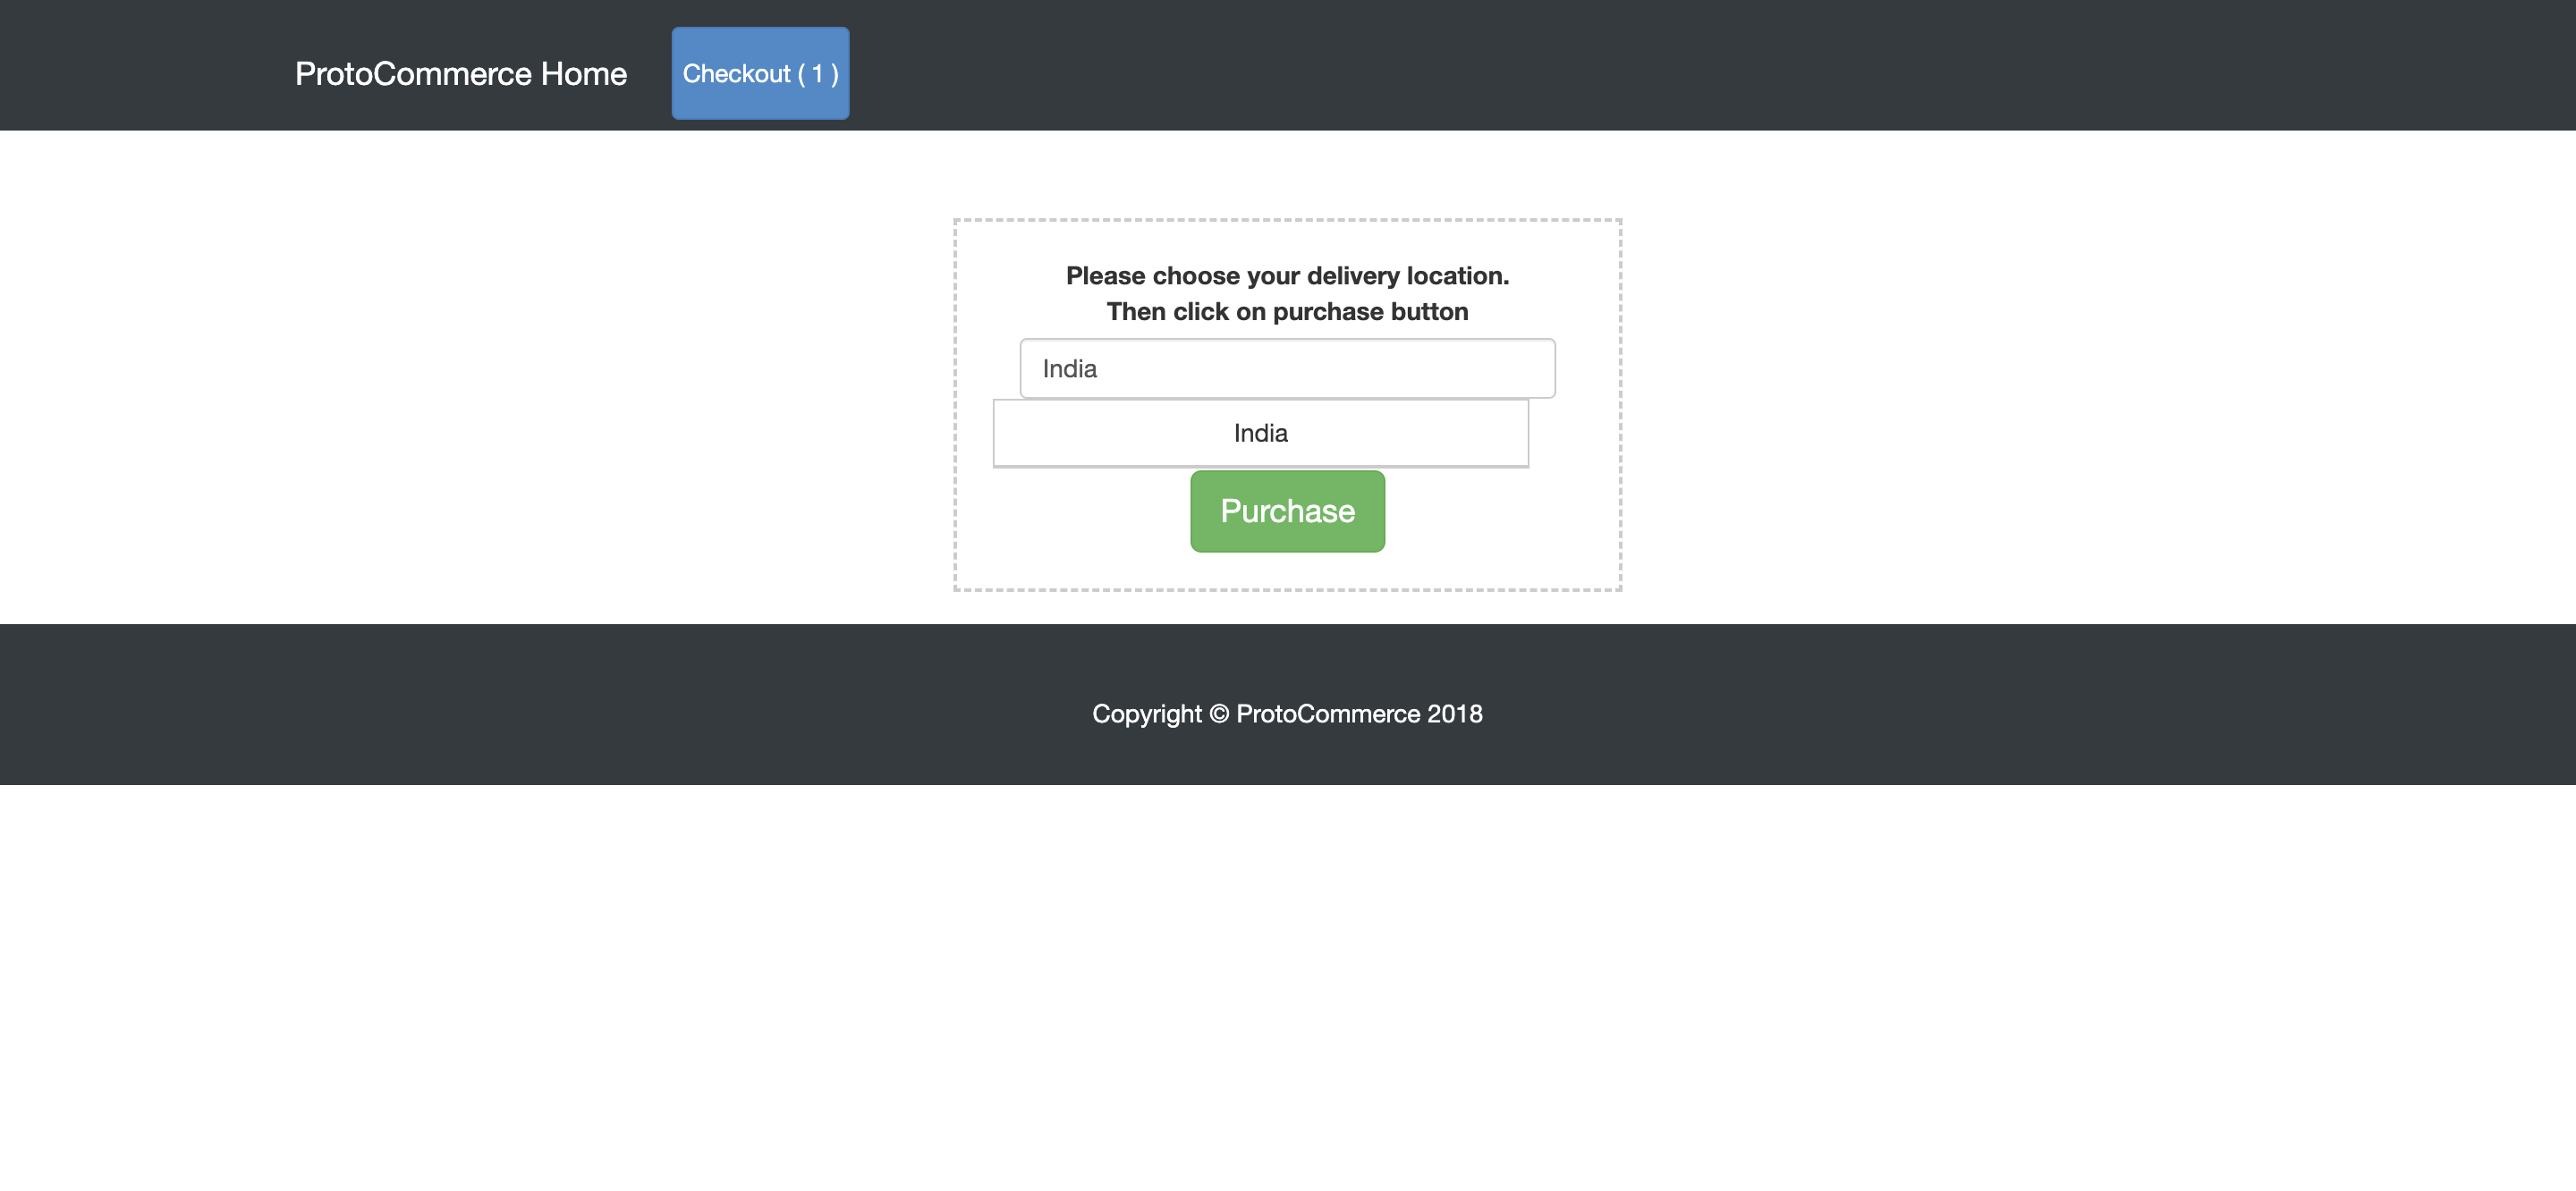 ProtoCommerce Home
Checkout ( 1 )
Please choose your delivery location.
Then click on purchase button
India
India
Purchase
Copyright © ProtoCommerce 2018